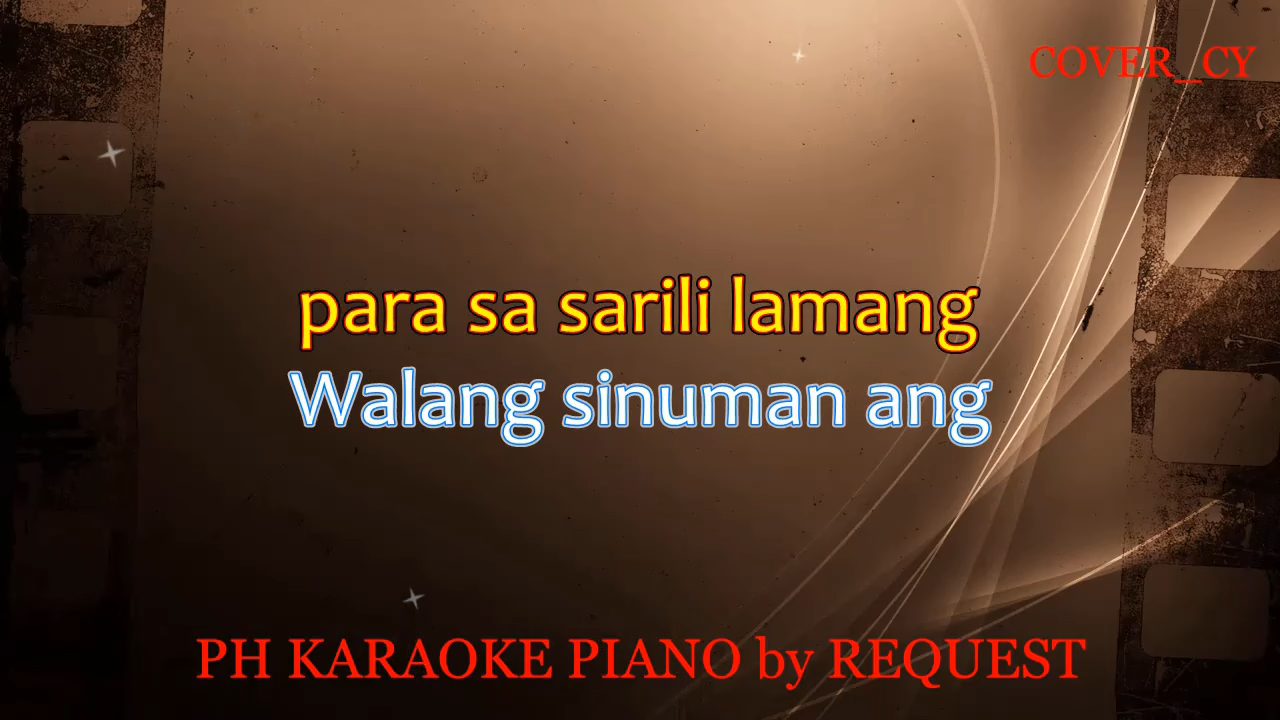 COVER_CY
para sa sarili lamang
Walang sinuman ang
PH KARAOKE PIANO by REQUEST